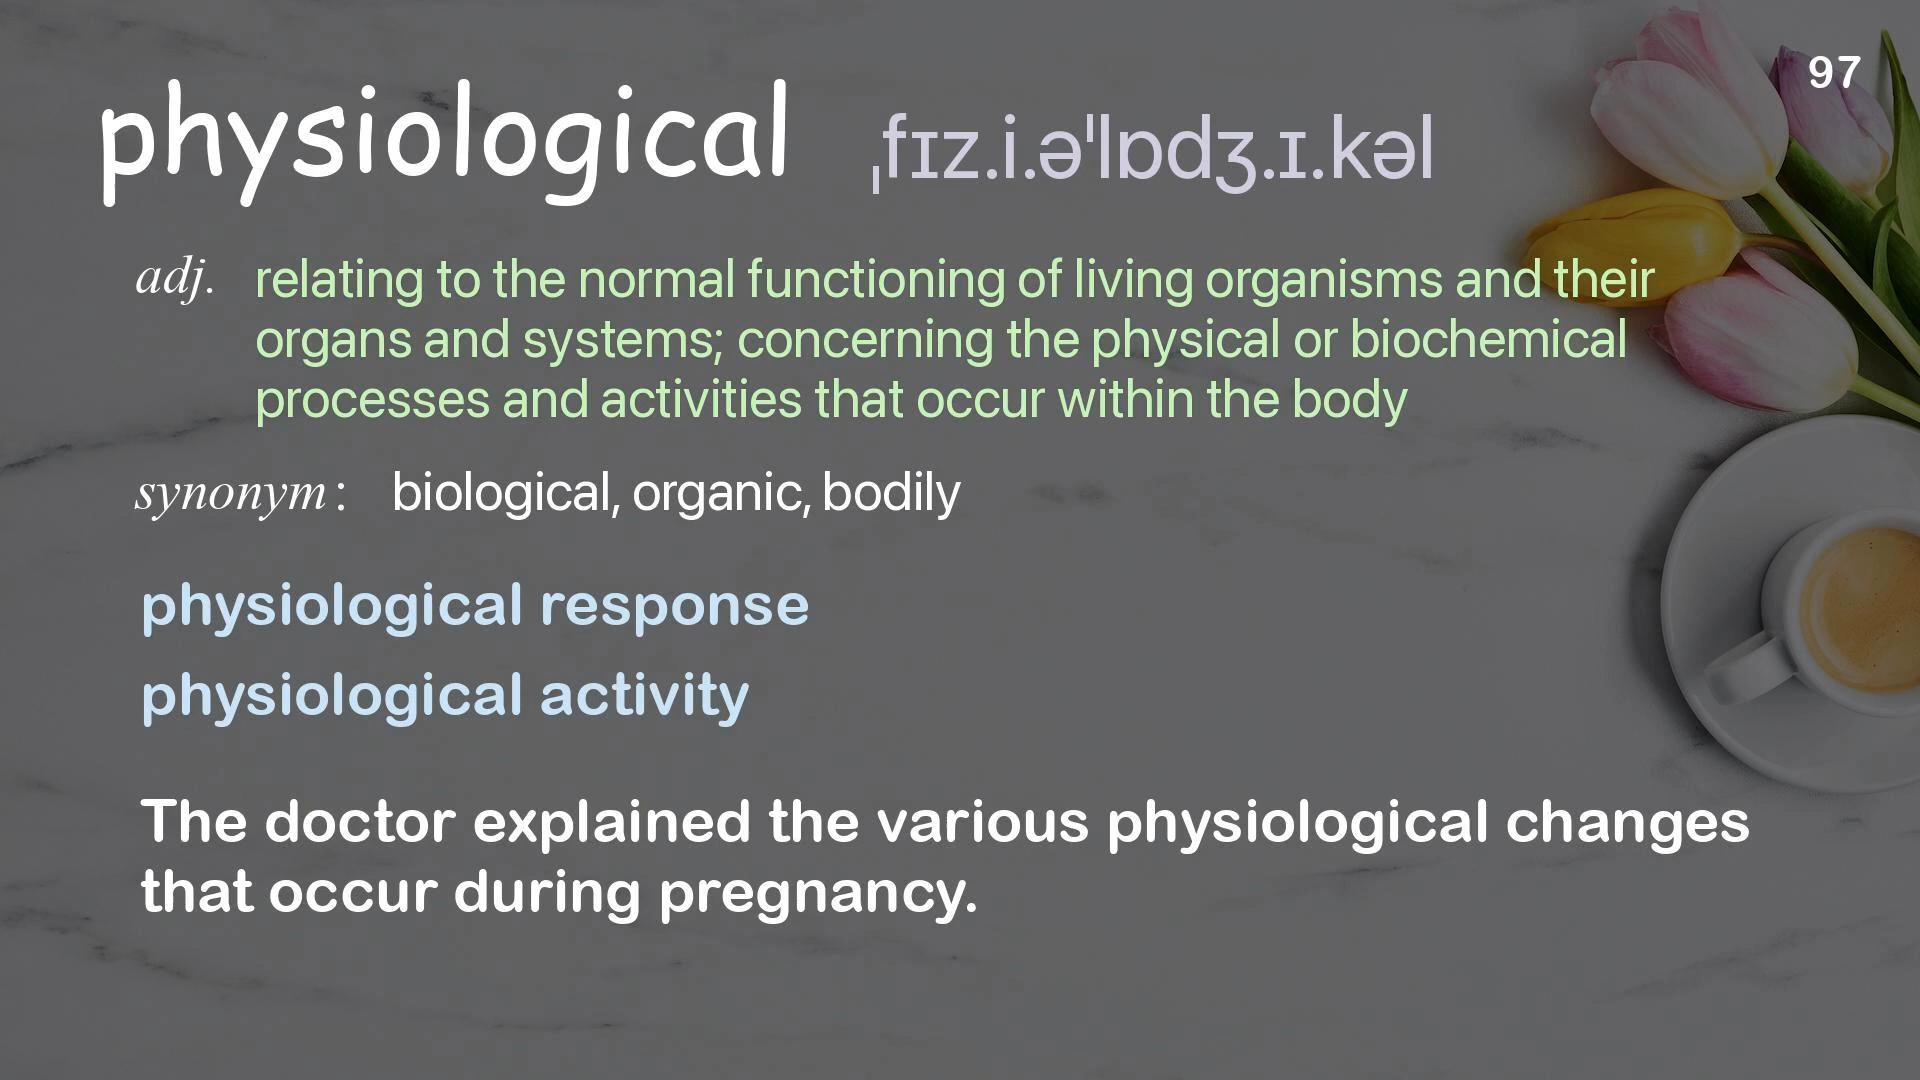 97
physiological ˌfɪz.i.əˈlɒdʒ.ɪ.kəl
adj. relating to the normal functioning of living organisms and their
organs and systems; concerning the physical or biochemical
processes and activities that occur within the body
synonym: biological, organic, bodily
physiological response
physiological activity
The doctor explained the various physiological changes
that occur during pregnancy.